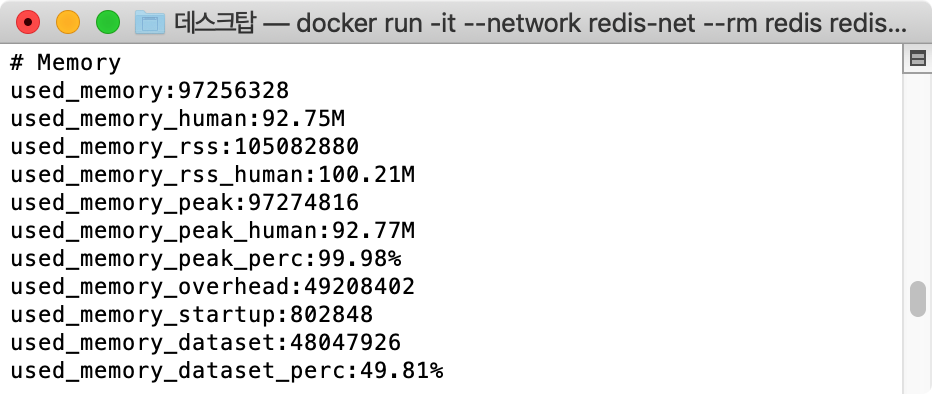 데스크탑 — docker run -it --network redis-net --rm redis redis...
# Memory
used_memory:97256328
used_memory_human:92.75M
used_memory_rss:105082880
used_memory_rss_human:100.21M
used_memory_peak:97274816
used_memory_peak_human:92.77M
used_memory_peak_perc:99.98%
used_memory_overhead:49208402
used_memory_startup:802848
used_memory_dataset:48047926
used_memory_dataset_perc:49.81%